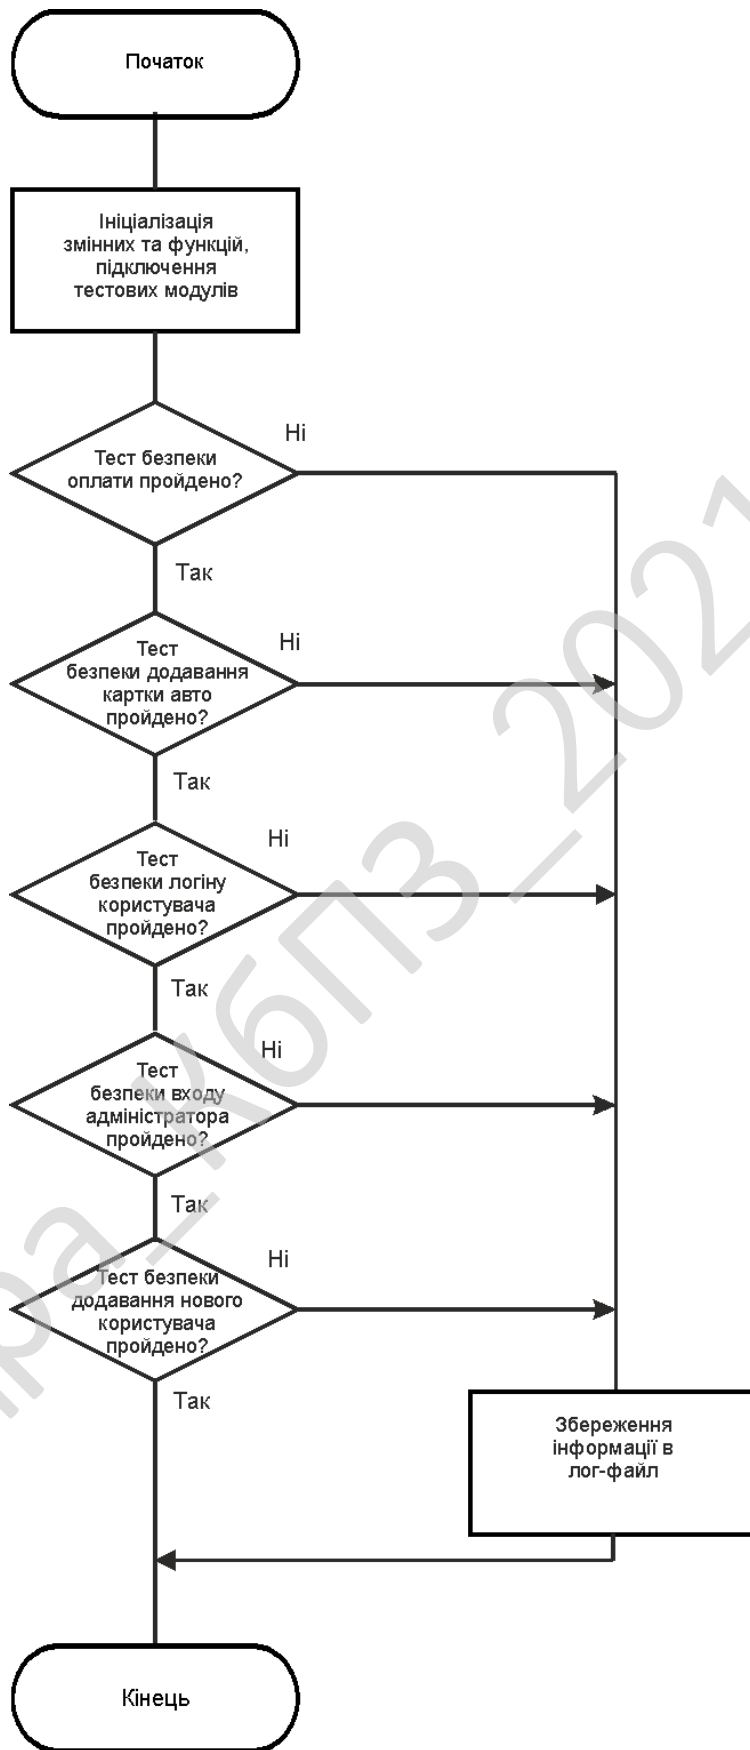 Початок
Ініціалізація
змінних та функцій,
підключення
тестових модулів
Ні
Тест безпеки
оплати пройдено?
Так
Ні
Тест
безпеки додавання
картки авто
пройдено?
Так
Ні
Тест
безпеки логіну
користувача
пройдено?
Так
Ні
Тест
безпеки входу
адміністратора
пройдено?
Так
Ні
Тест безпеки
додавання нового
користувача
пройдено?
Так
Збереження
інформації в
лог-файл
Кінець